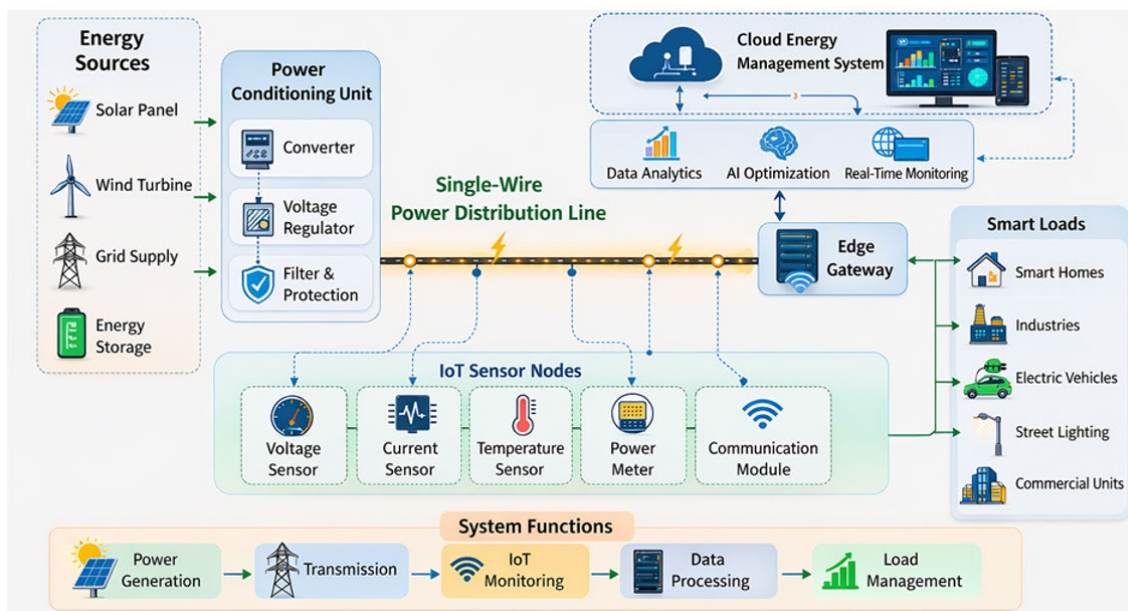 Energy
Sources
Solar Panel
Wind Turbine
Grid Supply
Energy
Storage
Power
Conditioning Unit
Converter
Voltage
Regulator
Filter &
Protection
Single-Wire
Power Distribution Line
Cloud Energy
Management System
3
Data Analytics
AI Optimization
Real-Time Monitoring
Edge
Gateway
Smart Loads
Smart Homes
Industries
Electric Vehicles
Street Lighting
Commercial Units
IoT Sensor Nodes
Voltage
Sensor
Current
Sensor
Temperature
Sensor
Power
Meter
Communication
Module
System Functions
Power
Generation
Transmission
IoT
Monitoring
Data
Processing
Load
Management